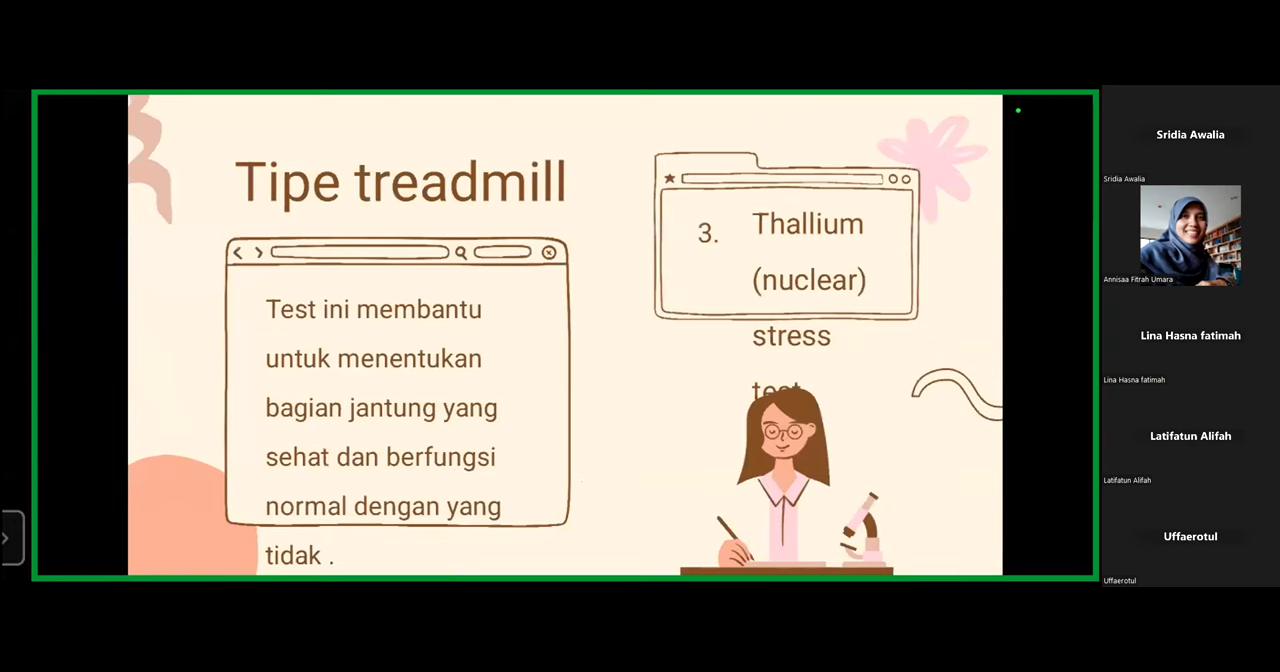 Tipe treadmill
Test ini membantu
untuk menentukan
bagian jantung yang
sehat dan berfungsi
normal dengan yang
tidak .
3.
Thallium
(nuclear)
stress
test
Sridia Awalia
Sridia Awalia
Annisaa Fitrah Umara
Lina Hasna fatimah
Lina Hasna fatimah
Latifatun Alifah
Latifatun Alifah
Uffaerotul
Uffaerotul